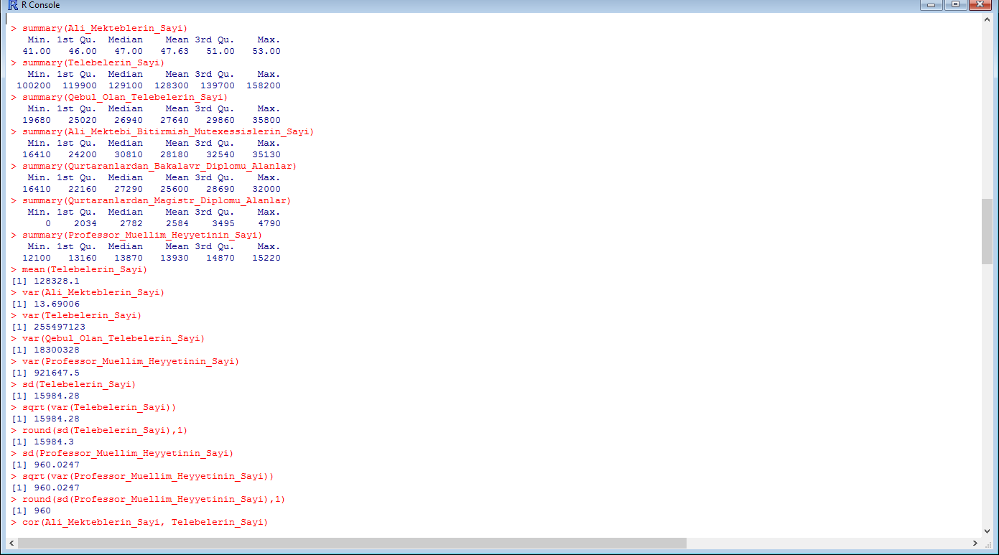 R Console
> summary(Ali_Mekteblerin_Sayi)
   Min. 1st Qu.  Median    Mean 3rd Qu.    Max.
  41.00   46.00   47.00   47.63   51.00   53.00
> summary(Telebelerin_Sayi)
   Min. 1st Qu.  Median    Mean 3rd Qu.    Max.
 100200  119900  129100  128300  139700  158200
> summary(Qebul_Olan_Telebelerin_Sayi)
   Min. 1st Qu.  Median    Mean 3rd Qu.    Max.
  19680   25020   26940   27640   29860   35800
> summary(Ali_Mektebi_Bitirmish_Mutexessislerin_Sayi)
   Min. 1st Qu.  Median    Mean 3rd Qu.    Max.
  16410   24200   30810   28180   32540   35130
> summary(Qurtaranlardan_Bakalavr_Diplomu_Alanlar)
   Min. 1st Qu.  Median    Mean 3rd Qu.    Max.
  16410   22160   27290   25600   28690   32000
> summary(Qurtaranlardan_Magistr_Diplomu_Alanlar)
   Min. 1st Qu.  Median    Mean 3rd Qu.    Max.
      0    2034    2782    2584    3495    4790
> summary(Professor_Muellim_Heyyetinin_Sayi)
   Min. 1st Qu.  Median    Mean 3rd Qu.    Max.
  12100   13160   13870   13930   14870   15220
> mean(Telebelerin_Sayi)
[1] 128328.1
> var(Ali_Mekteblerin_Sayi)
[1] 13.69006
> var(Telebelerin_Sayi)
[1] 255497123
> var(Qebul_Olan_Telebelerin_Sayi)
[1] 18300328
> var(Professor_Muellim_Heyyetinin_Sayi)
[1] 921647.5
> sd(Telebelerin_Sayi)
[1] 15984.28
> sqrt(var(Telebelerin_Sayi))
[1] 15984.28
> round(sd(Telebelerin_Sayi),1)
[1] 15984.3
> sd(Professor_Muellim_Heyyetinin_Sayi)
[1] 960.0247
> sqrt(var(Professor_Muellim_Heyyetinin_Sayi))
[1] 960.0247
> round(sd(Professor_Muellim_Heyyetinin_Sayi),1)
[1] 960
> cor(Ali_Mekteblerin_Sayi, Telebelerin_Sayi)